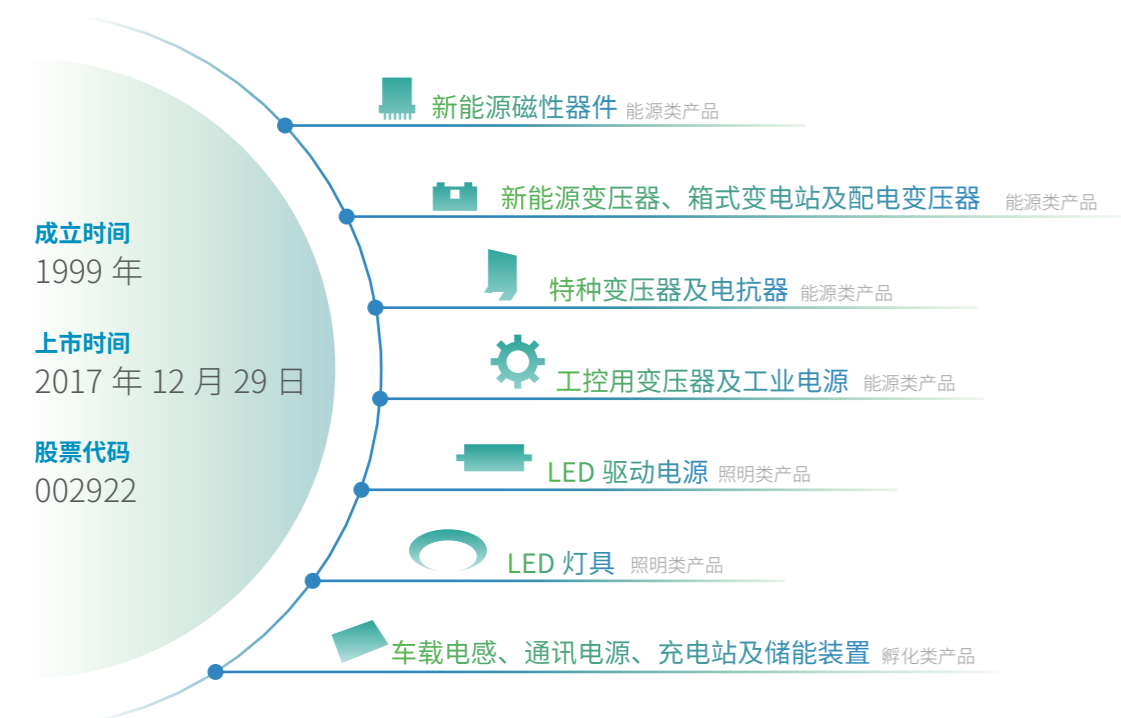 成立时间
1999 年
上市时间
2017 年 12 月 29 日
股票代码
002922
新能源磁性器件 能源类产品
新能源变压器、箱式变电站及配电变压器 能源类产品
特种变压器及电抗器 能源类产品
工控用变压器及工业电源 能源类产品
LED 驱动电源 照明类产品
LED 灯具 照明类产品
车载电感、通讯电源、充电站及储能装置 孵化类产品